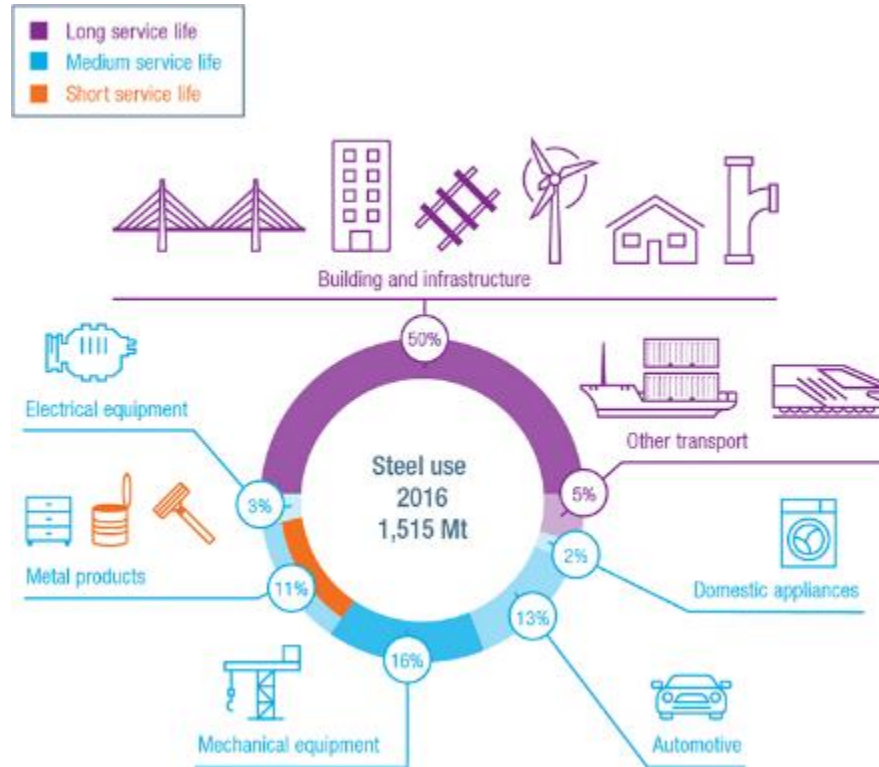 Long service life
Medium service life
Short service life
Building and infrastructure
50%
Electrical equipment
3%
Other transport
5%
Steel use
2016
1,515 Mt
Metal products
11%
Domestic appliances
2%
13%
16%
Mechanical equipment
Automotive